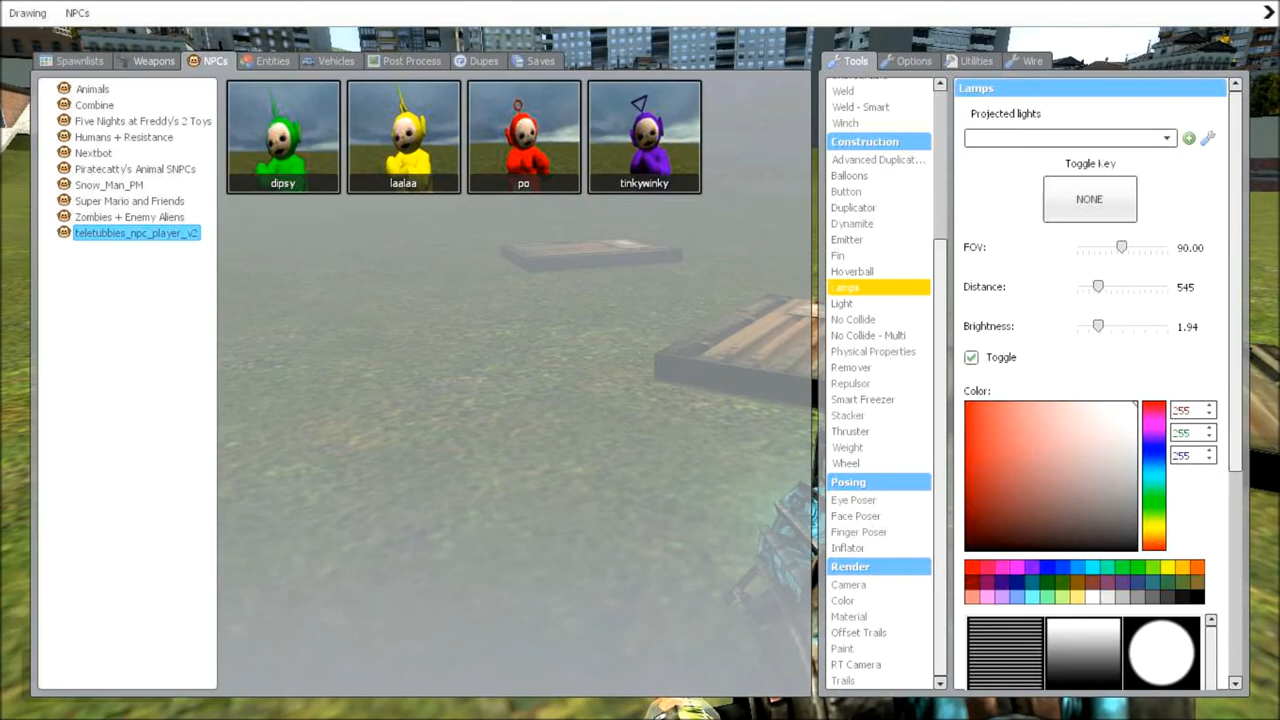 Drawing NPCs
Spawnlists Weapons NPCs Entities Vehicles Post Process Dupes Saves
Animals
Combine
Five Nights at Freddy's 2 Toys
Humans + Resistance
Nextbot
Piratecatty's Animal SNPCs
Snow_Man_PM
Super Mario and Friends
Zombies + Enemy Aliens
teletubbies_npc_player_v2
dipsy
laalaa
po
tinkywinky
Tools Options Utilities Wire
Weld
Weld - Smart
Winch
Construction
Advanced Duplicat...
Balloons
Button
Duplicator
Dynamite
Emitter
Fin
Hoverball
Lamps
Light
No Collide
No Collide - Multi
Physical Properties
Remover
Repulsor
Smart Freezer
Stacker
Thruster
Weight
Wheel
Posing
Eye Poser
Face Poser
Finger Poser
Inflator
Render
Camera
Color
Material
Offset Trails
Paint
RT Camera
Trails
Lamps
Projected lights
Toggle Key
NONE
FOV: 90.00
Distance: 545
Brightness: 1.94
Toggle
Color:
255
255
255